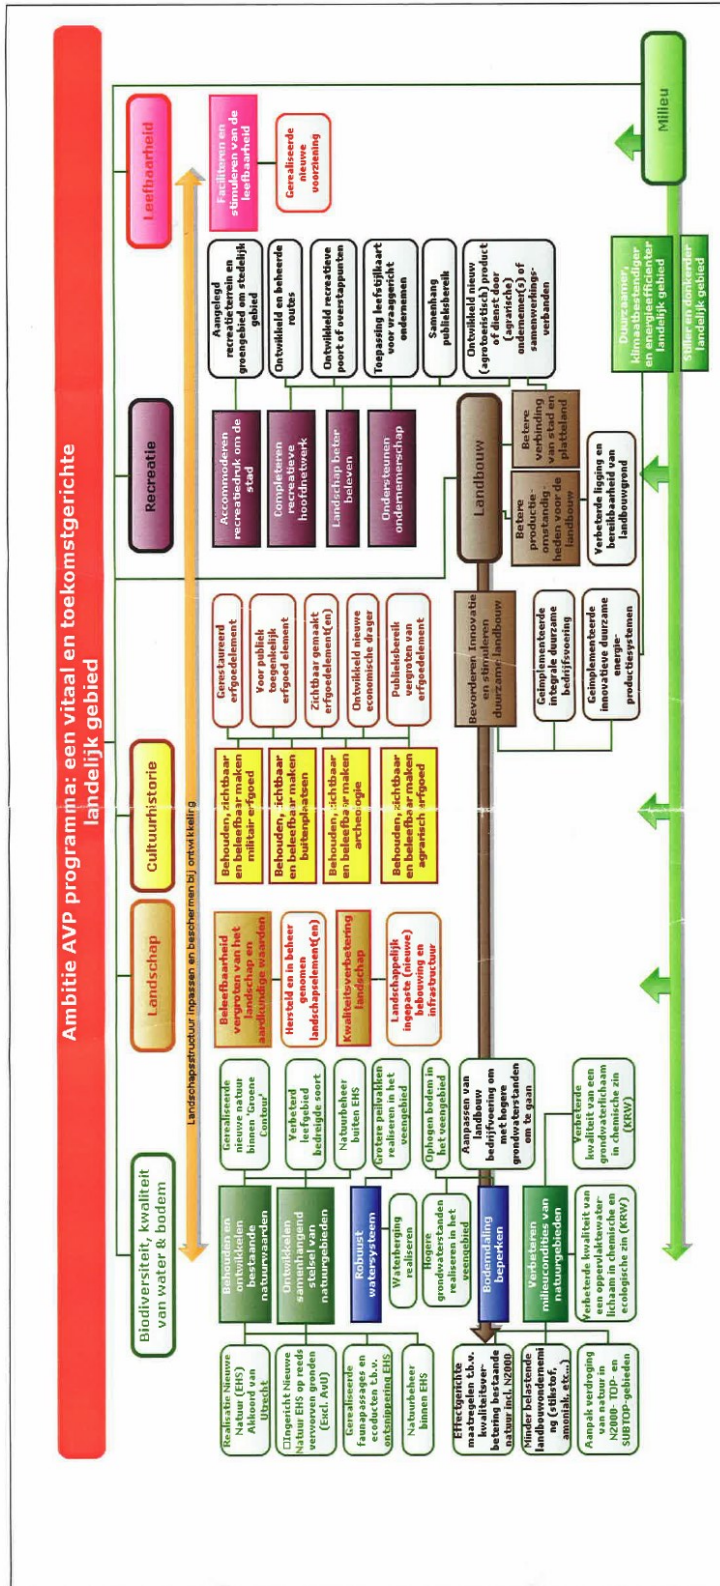 Ambitie AVP programma: een vitaal en toekomstgerichte
landelijk gebied
Biodiversiteit, kwaliteit
van water & bodem
Landschap
Cultuurhistorie
Recreatie
Leefbaarheid
Landschapsstructuur inpassen en beschermen bij ontwikkeling
Realisatie Nieuwe
Natuur (EHS)
Akkoord van
Utrecht
Ingericht Nieuwe
Natuur EHS op reeds
verworven gronden
(Excl. AvU)
Gerealiseerde
faunapassages en
ecoducten t.b.v.
ontsnippering EHS
Natuurbeheer
binnen EHS
Effectgerichte
maatregelen t.b.v.
kwaliteitsver-
betering bestaande
natuur incl. N2000
Minder belastende
landbouwondernemi
ng (stikstof,
amoniak, etc...)
Aanpak verdroging
van natuur in
N2000- TOP- en
SUBTOP-gebieden
Behouden en
ontwikkelen
bestaande
natuurwaarden
Ontwikkelen
samenhangend
stelsel van
natuurgebieden
Robuust
watersysteem
Waterberging
realiseren
Hogere
grondwaterstanden
realiseren in het
veengebied
Bodemdaling
beperken
Verbeteren
milieucondities van
natuurgebieden
Verbeterde kwaliteit van
een oppervlaktewater-
lichaam in chemische en
ecologische zin (KRW)
Gerealiseerde
nieuwe natuur
binnen 'Groene
Contour'
Verbeterd
leefgebied
bedreigde soort
Natuurbeheer
buiten EHS
Grotere peilvakken
realiseren in het
veengebied
Ophogen bodem in
het veengebied
Aanpassen van
landbouw
bedrijfvoering om
met hogere
grondwaterstanden
om te gaan
Verbeterde
kwaliteit van een
grondwaterlichaam
in chemische zin
(KRW)
Beleefbaarheid
vergroten van het
landschap en
aardkundige waarden
Hersteld en in beheer
genomen
landschapselement(en)
Kwaliteitsverbetering
landschap
Landschappelijk
ingepaste (nieuwe)
bebouwing en
infrastructuur
Behouden, zichtbaar
en beleefbaar maken
militair erfgoed
Behouden, zichtbaar
en beleefbaar maken
buitenplaatsen
Behouden, zichtbaar
en beleefbaar maken
archeologie
Behouden, zichtbaar
en beleefbaar maken
agrarisch erfgoed
Gerestaureerd
erfgoedelement
Voor publiek
toegenkelijk
erfgoed element
Zichtbaar gemaakt
erfgoedelement(en)
Ontwikkeld nieuwe
economische drager
Publieksbereik
vergroten van
erfgoedelement
Accommoderen
recreatiedruk om de
stad
Completeren
recreatieve
hoofdnetwerk
Landschap beter
beleven
Ondersteunen
ondernemerschap
Aangelegd
recreatieterrein en
groengebied om stedelijk
gebied
Ontwikkeld en beheerde
routes
Ontwikkeld recreatieve
poort of overstappunten
Toepassing leefstijlkaart
voor vraaggericht
ondernemen
Samenhang
publieksbereik
Ontwikkeld nieuw
(agrotoeristisch) product
of dienst door
(agrarische)
ondernemer(s) of
samenwerkings-
verbanden
Faciliteren en
stimuleren van de
leefbaarheid
Gerealiseerde
nieuwe
voorziening
Landbouw
Bevorderen Innovatie
en stimuleren
duurzame landbouw
Geïmplementeerde
integrale duurzame
bedrijfsvoering
Geïmplementeerde
innovatieve duurzame
energie-
productiesystemen
Betere
productie-
omstandig-
heden voor de
landbouw
Betere
verbinding
van stad en
platteland
Verbeterde ligging en
bereikbaarheid van
landbouwgrond
Duurzamer,
klimaatbestendiger
en energieefficienter
landelijk gebied
Stiller en donkerder
landelijk gebied
Milieu